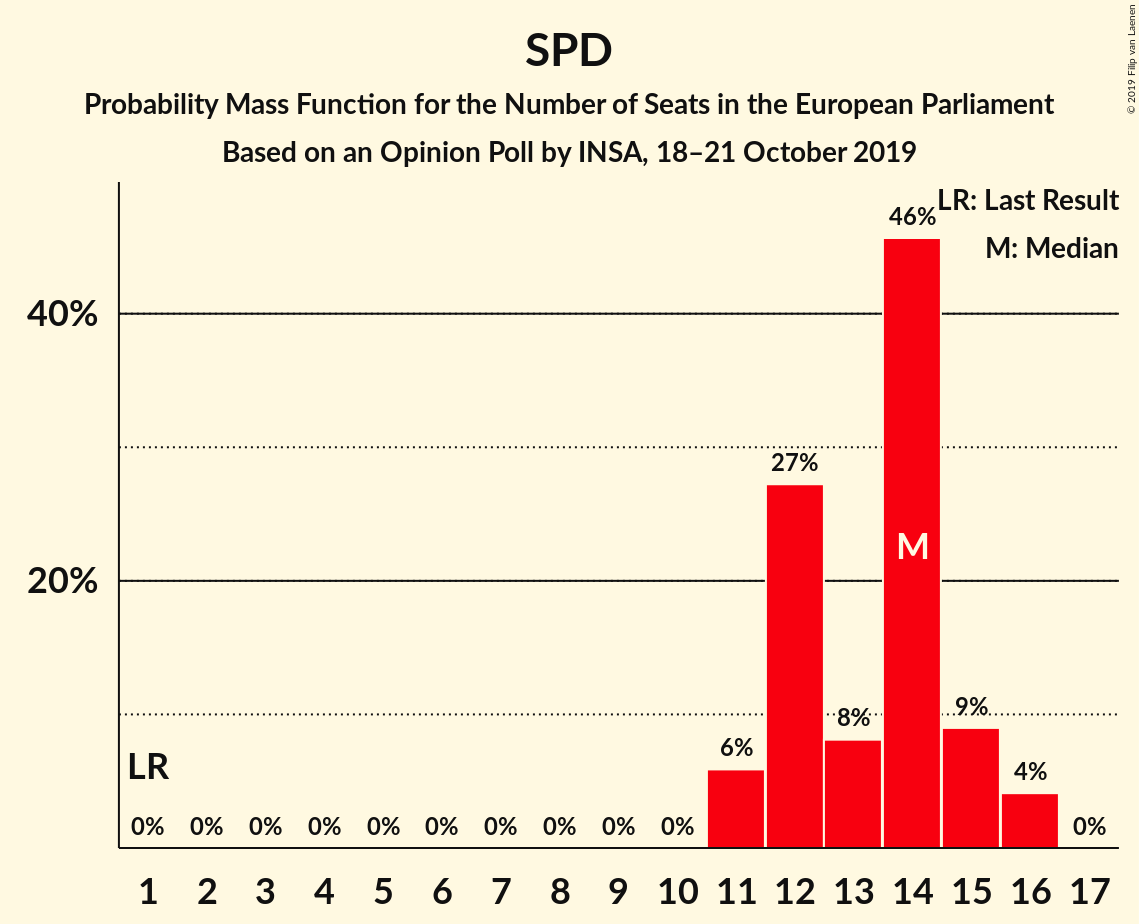 SPD
Probability Mass Function for the Number of Seats in the European Parliament
Based on an Opinion Poll by INSA, 18–21 October 2019
© 2019 Filip van Laenen
LR: Last Result
M: Median
46%
40%
27%
M
20%
9%
8%
6%
4%
LR
0% 0% 0% 0% 0% 0% 0% 0% 0% 0% 0%
1 2 3 4 5 6 7 8 9 10 11 12 13 14 15 16 17